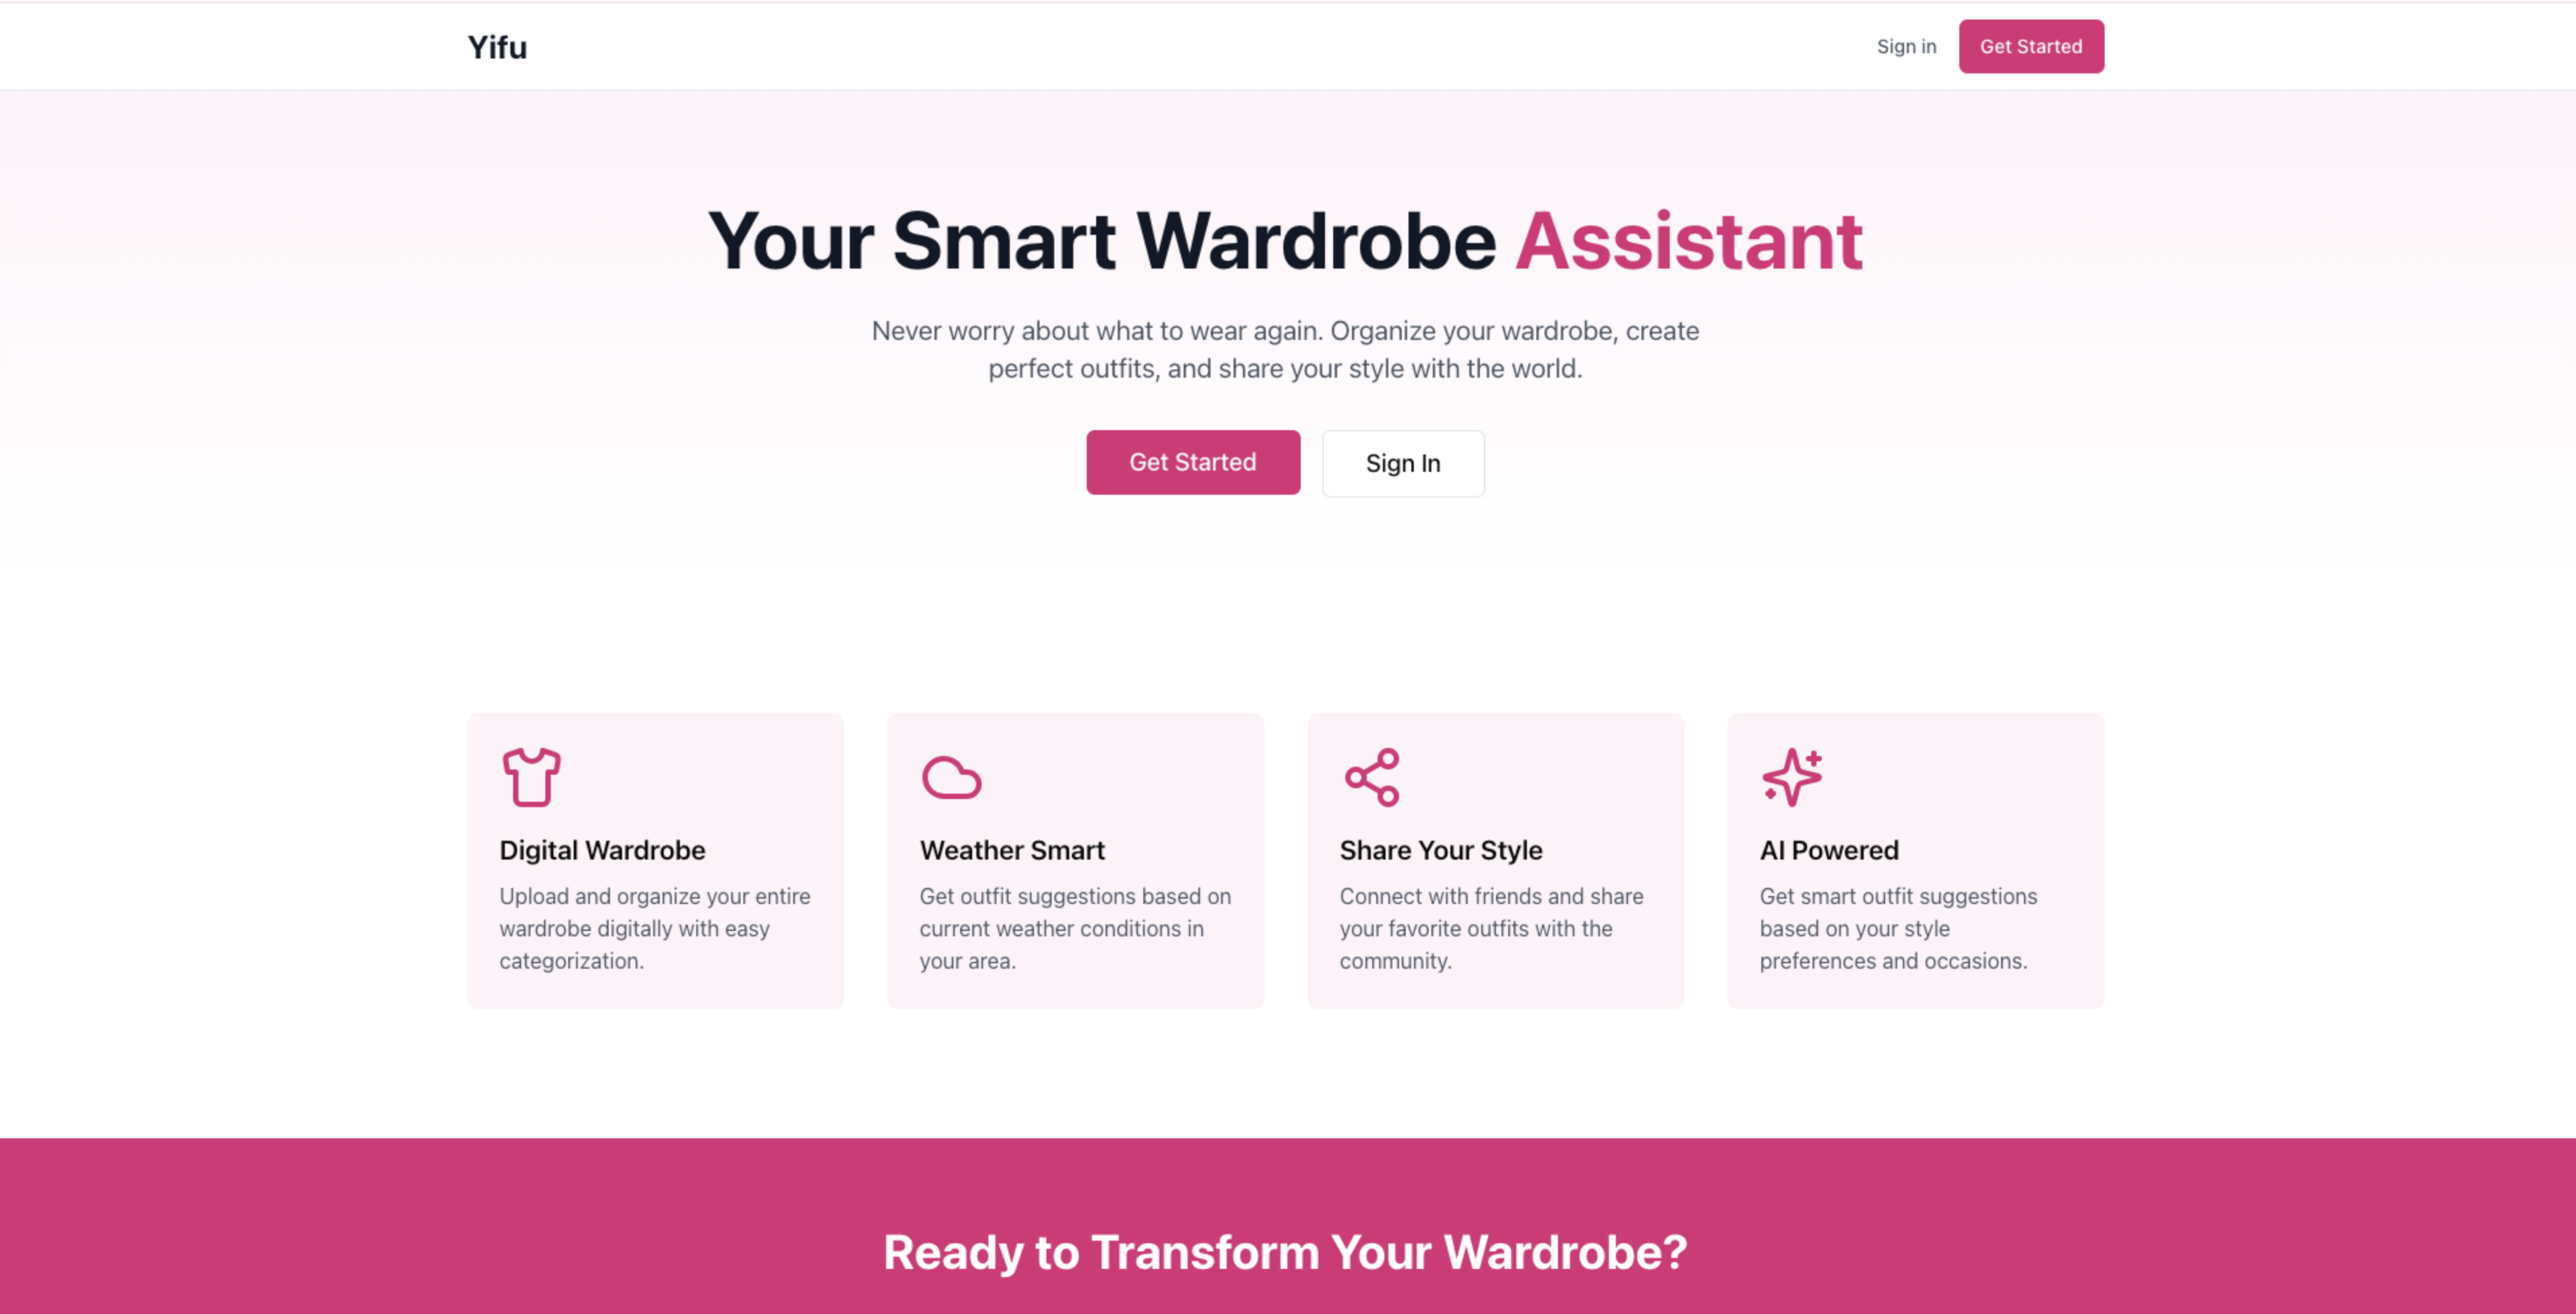 Yifu
Sign in
Get Started
Your Smart Wardrobe Assistant
Never worry about what to wear again. Organize your wardrobe, create
perfect outfits, and share your style with the world.
Get Started
Sign In
Digital Wardrobe
Upload and organize your entire
wardrobe digitally with easy
categorization.
Weather Smart
Get outfit suggestions based on
current weather conditions in
your area.
Share Your Style
Connect with friends and share
your favorite outfits with the
community.
AI Powered
Get smart outfit suggestions
based on your style
preferences and occasions.
Ready to Transform Your Wardrobe?